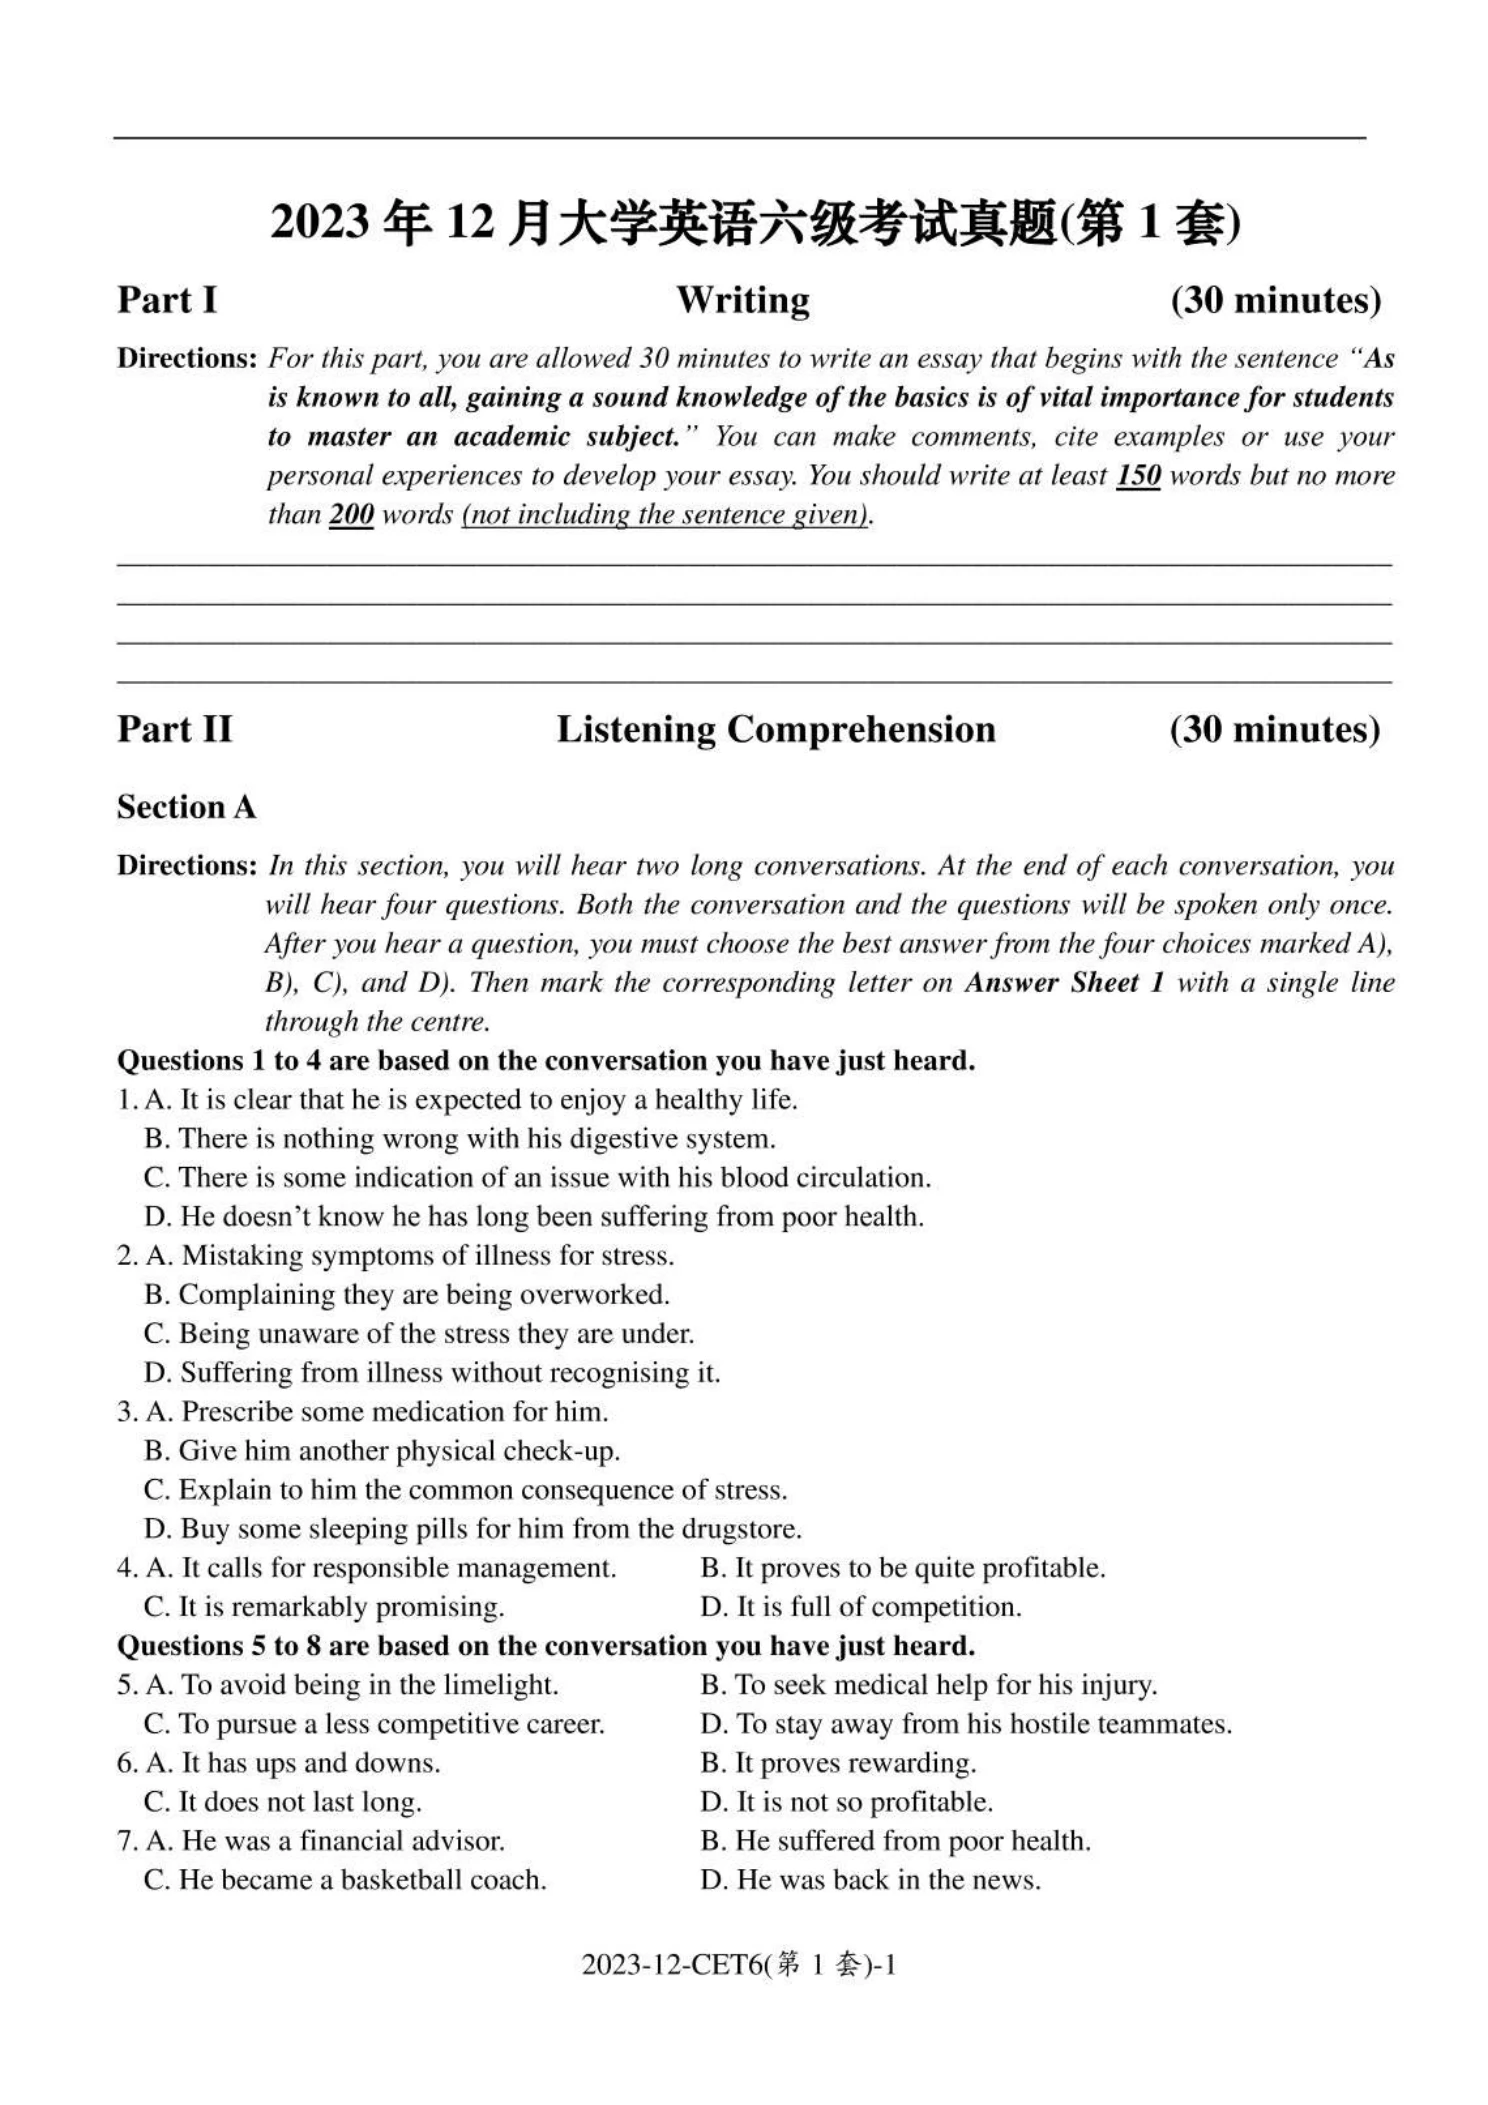 2023 年 12 月大学英语六级考试真题(第 1 套)
Part I Writing (30 minutes)
Directions: For this part, you are allowed 30 minutes to write an essay that begins with the sentence “As
is known to all, gaining a sound knowledge of the basics is of vital importance for students
to master an academic subject.” You can make comments, cite examples or use your
personal experiences to develop your essay. You should write at least 150 words but no more
than 200 words (not including the sentence given).
Part II Listening Comprehension (30 minutes)
Section A
Directions: In this section, you will hear two long conversations. At the end of each conversation, you
will hear four questions. Both the conversation and the questions will be spoken only once.
After you hear a question, you must choose the best answer from the four choices marked A),
B), C), and D). Then mark the corresponding letter on Answer Sheet 1 with a single line
through the centre.
Questions 1 to 4 are based on the conversation you have just heard.
1. A. It is clear that he is expected to enjoy a healthy life.
B. There is nothing wrong with his digestive system.
C. There is some indication of an issue with his blood circulation.
D. He doesn’t know he has long been suffering from poor health.
2. A. Mistaking symptoms of illness for stress.
B. Complaining they are being overworked.
C. Being unaware of the stress they are under.
D. Suffering from illness without recognising it.
3. A. Prescribe some medication for him.
B. Give him another physical check-up.
C. Explain to him the common consequence of stress.
D. Buy some sleeping pills for him from the drugstore.
4. A. It calls for responsible management. B. It proves to be quite profitable.
C. It is remarkably promising. D. It is full of competition.
Questions 5 to 8 are based on the conversation you have just heard.
5. A. To avoid being in the limelight. B. To seek medical help for his injury.
C. To pursue a less competitive career. D. To stay away from his hostile teammates.
6. A. It has ups and downs. B. It proves rewarding.
C. It does not last long. D. It is not so profitable.
7. A. He was a financial advisor. B. He suffered from poor health.
C. He became a basketball coach. D. He was back in the news.
2023-12-CET6(第 1 套)-1